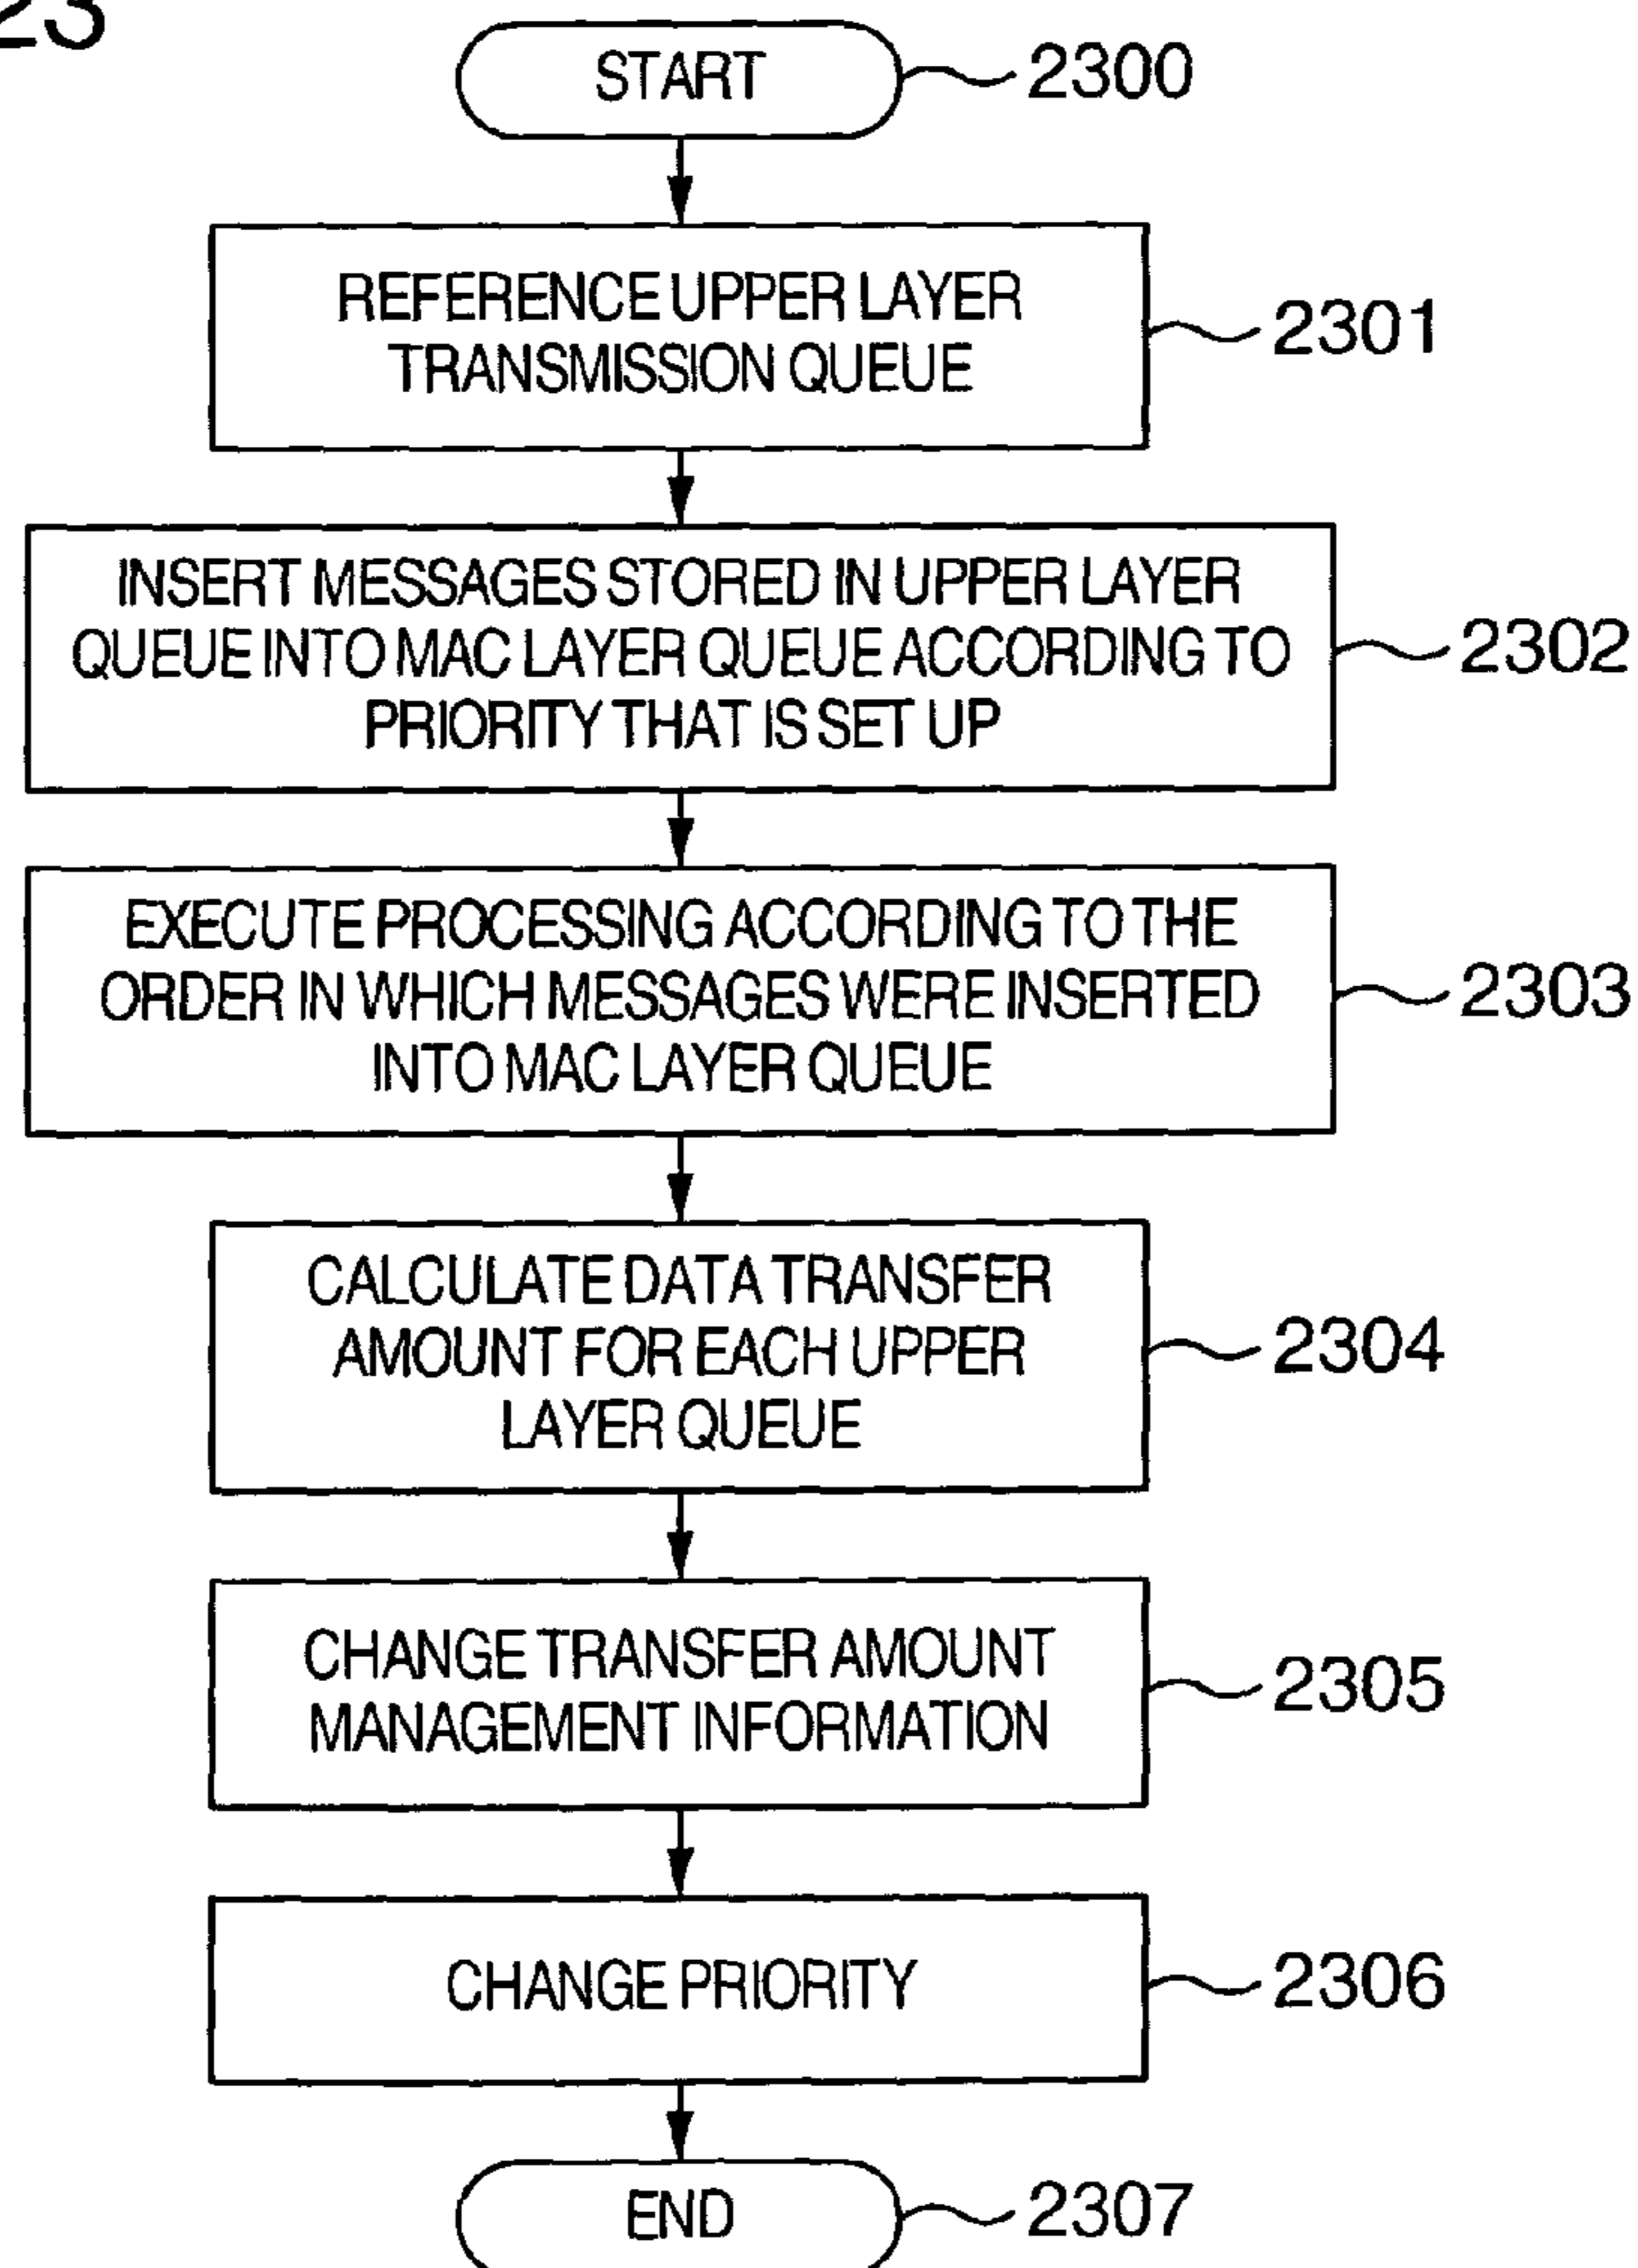 23
START
2300
REFERENCE UPPER LAYER
TRANSMISSION QUEUE
2301
INSERT MESSAGES STORED IN UPPER LAYER
QUEUE INTO MAC LAYER QUEUE ACCORDING TO
PRIORITY THAT IS SET UP
2302
EXECUTE PROCESSING ACCORDING TO THE
ORDER IN WHICH MESSAGES WERE INSERTED
INTO MAC LAYER QUEUE
2303
CALCULATE DATA TRANSFER
AMOUNT FOR EACH UPPER
LAYER QUEUE
2304
CHANGE TRANSFER AMOUNT
MANAGEMENT INFORMATION
2305
CHANGE PRIORITY
2306
END
2307